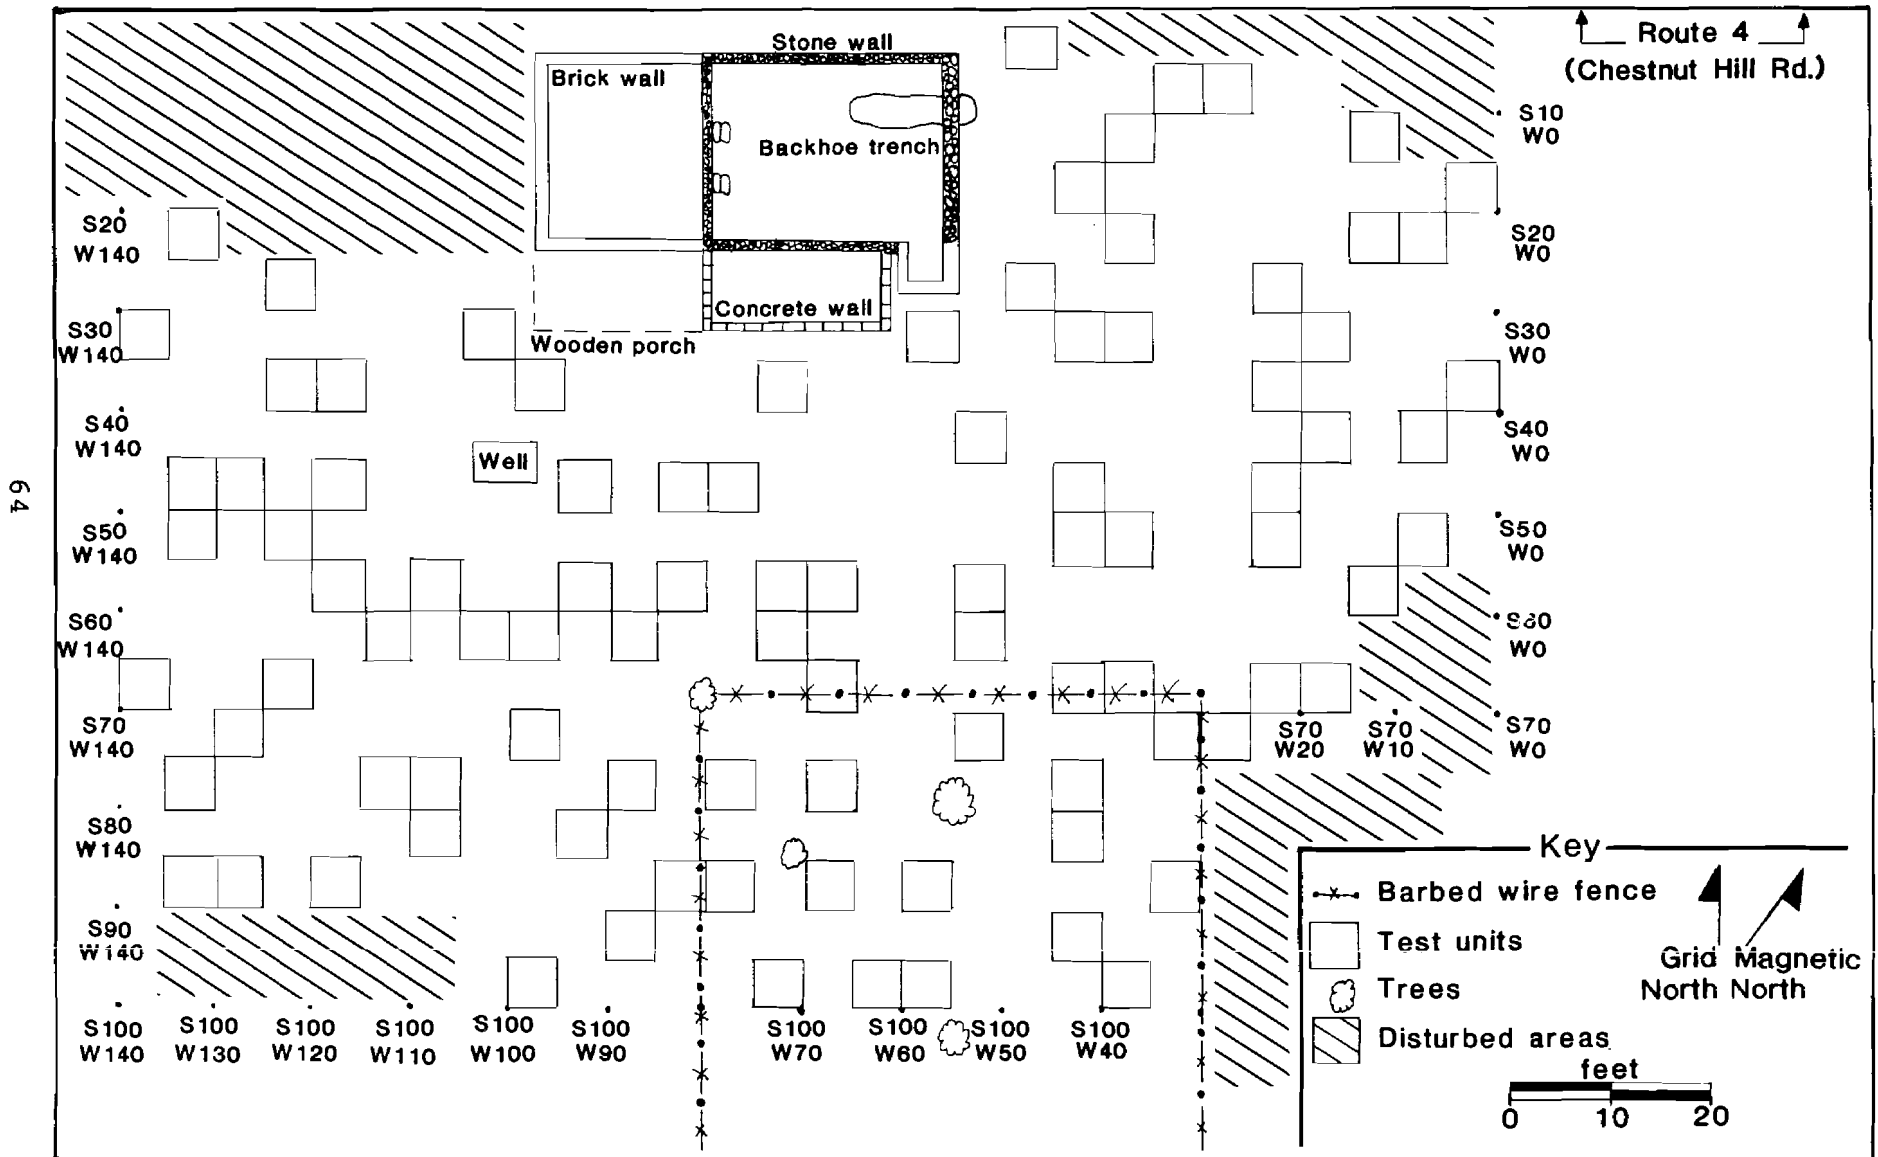 Route 4
(Chestnut Hill Rd.)
Stone wall
Brick wall
Backhoe trench
Concrete wall
Wooden porch
Well
S10
W0
S20
W0
S30
W0
S40
W0
S50
W0
S60
W0
S70
W20
S70
W10
S70
W0
S20
W140
S30
W140
S40
W140
S50
W140
S60
W140
S70
W140
S80
W140
S90
W140
S100
W140
S100
W130
S100
W120
S100
W110
S100
W100
S100
W90
S100
W70
S100
W60
S100
W50
S100
W40
64
Key
Barbed wire fence
Test units
Trees
Disturbed areas
Grid Magnetic
North North
feet
0 10 20